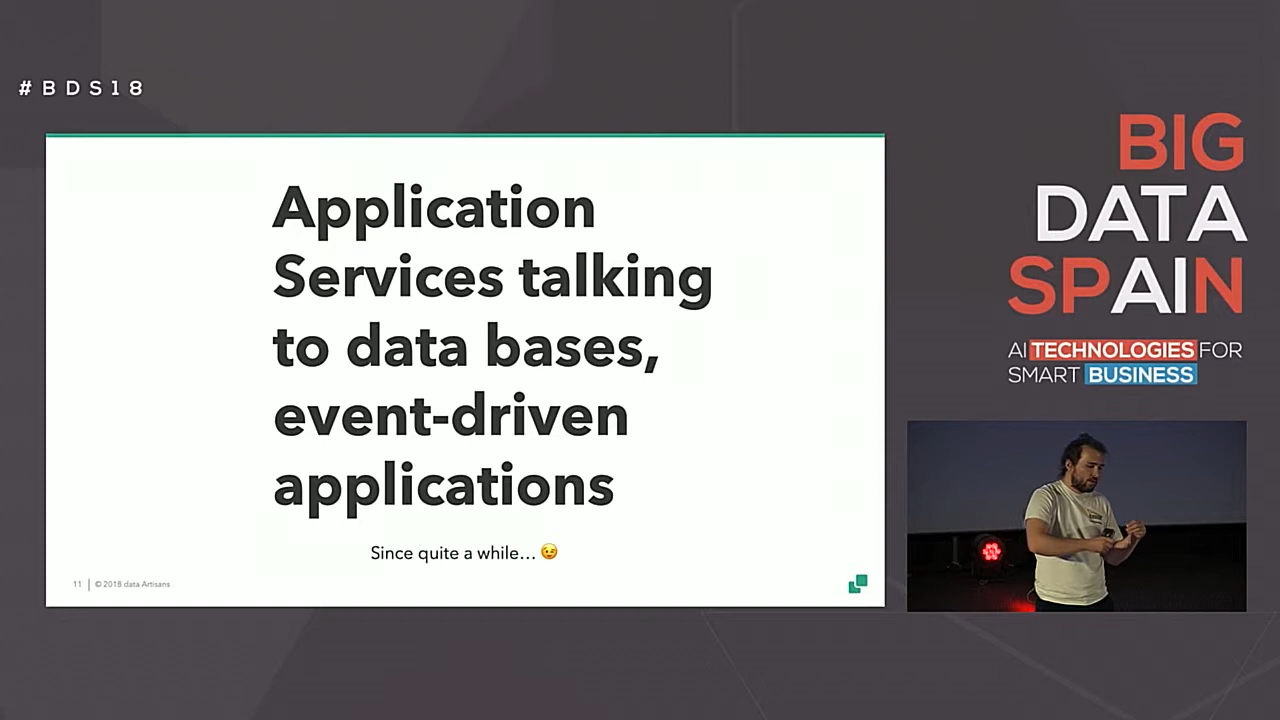 #BDS18
Application
Services talking
to data bases,
event-driven
applications
Since quite a while... 😉
11 | © 2018 data Artisans
BIG
DATA
SPAIN
AI TECHNOLOGIES FOR
SMART BUSINESS